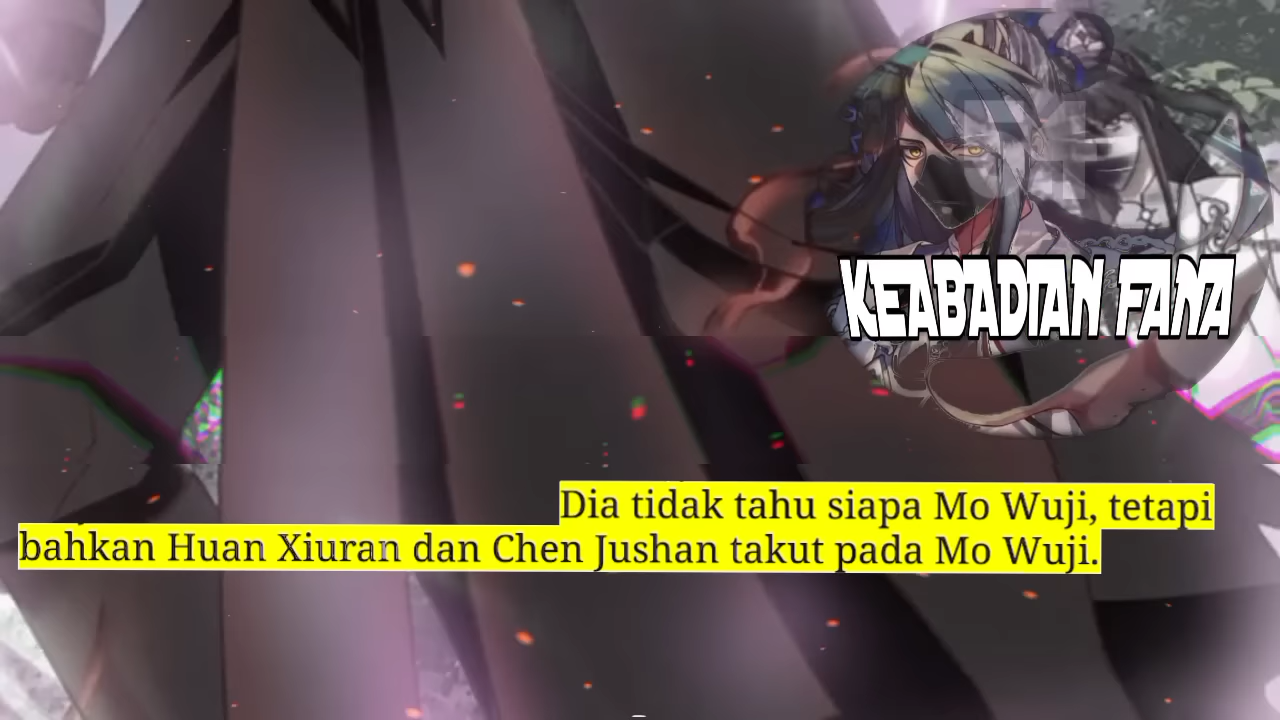 KEABADIAN FANA
Dia tidak tahu siapa Mo Wuji, tetapi
bahkan Huan Xiuran dan Chen Jushan takut pada Mo Wuji.